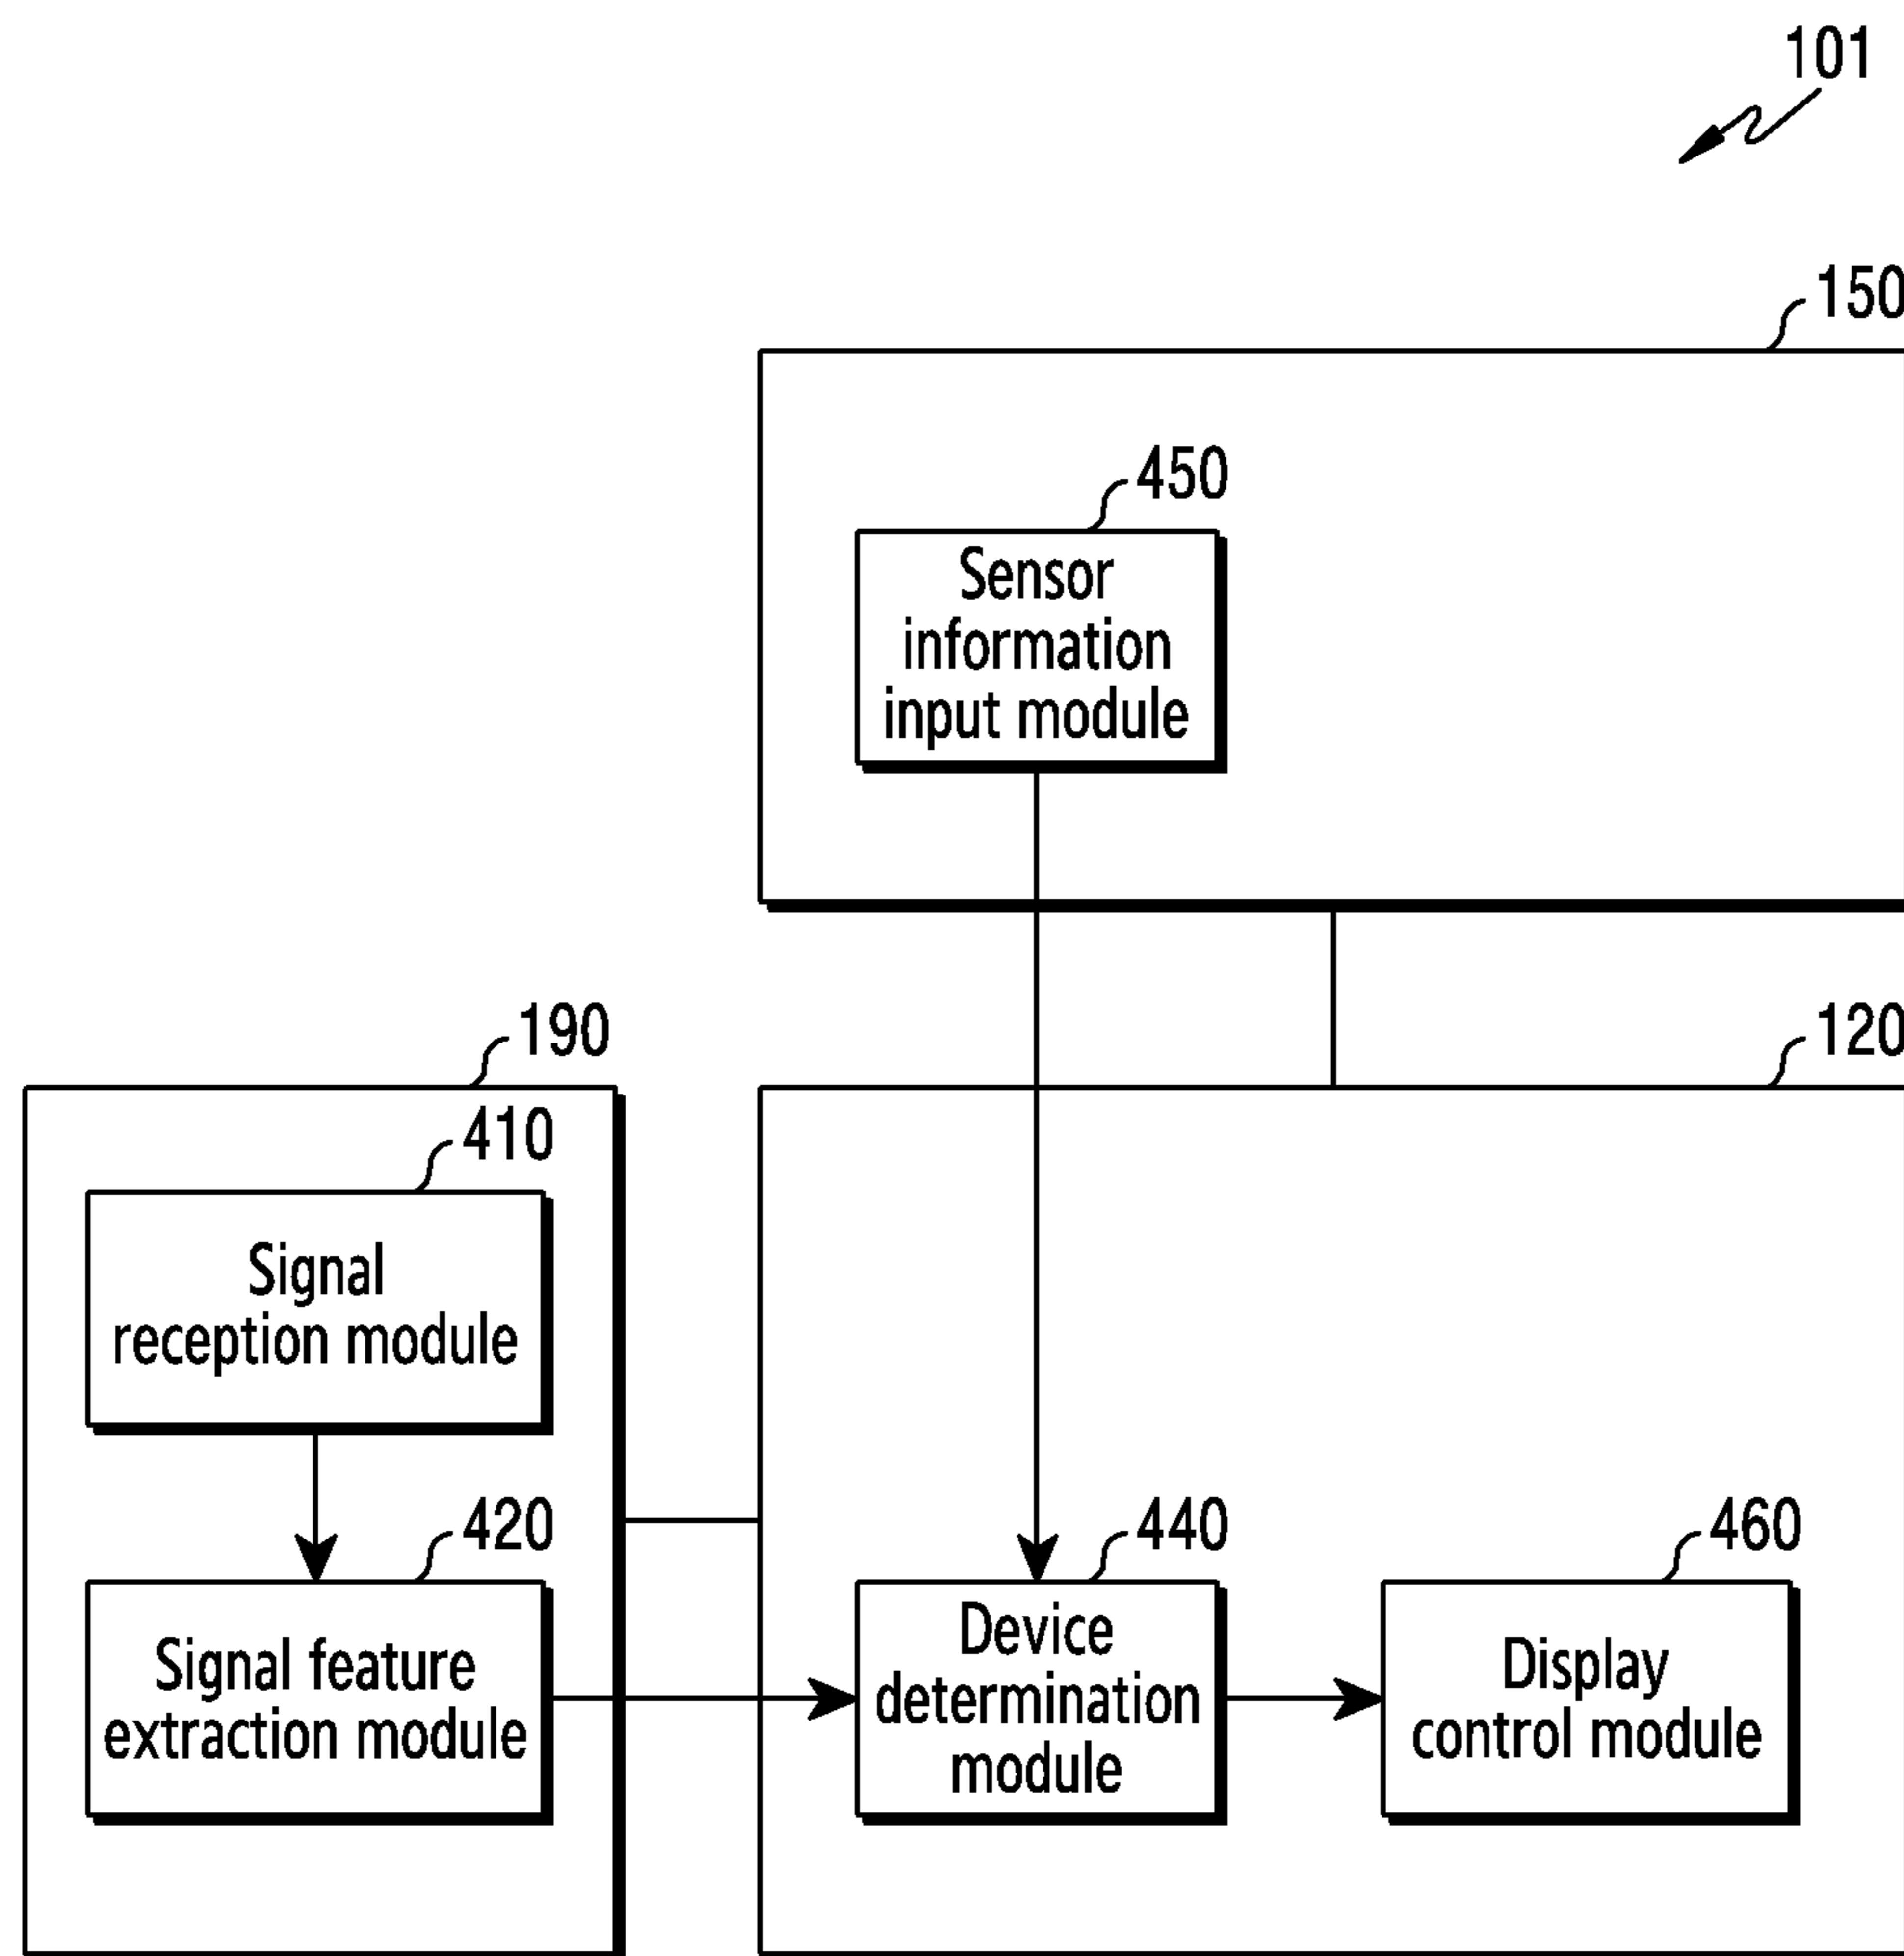 101
150
450
Sensor
information
input module
190
120
410
Signal
reception module
420
440
460
Signal feature
extraction module
Device
determination
module
Display
control module